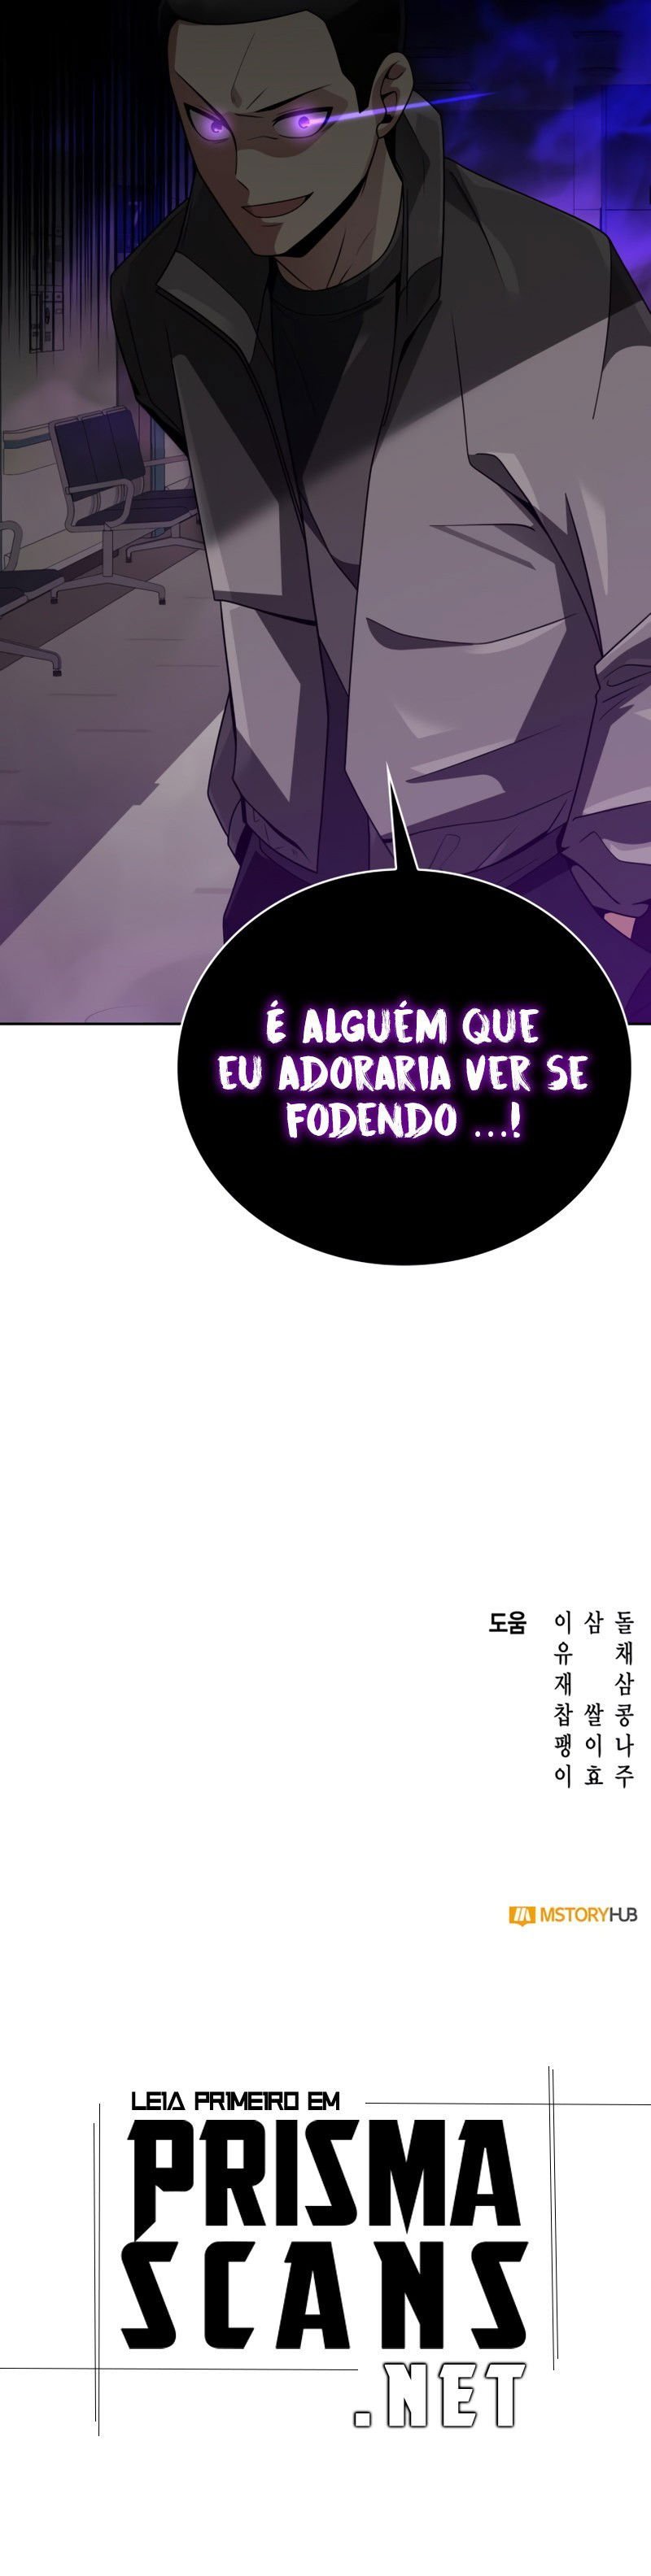 É ALGUÉM QUE
EU ADORARIA VER SE
FODENDO ...!
도움
돌채삼콩나주
삼 쌀이효
이유재찹팽이
MSTORYHUB
LEIA PRIMEIRO EM
PRISMA
SCANS
.NET